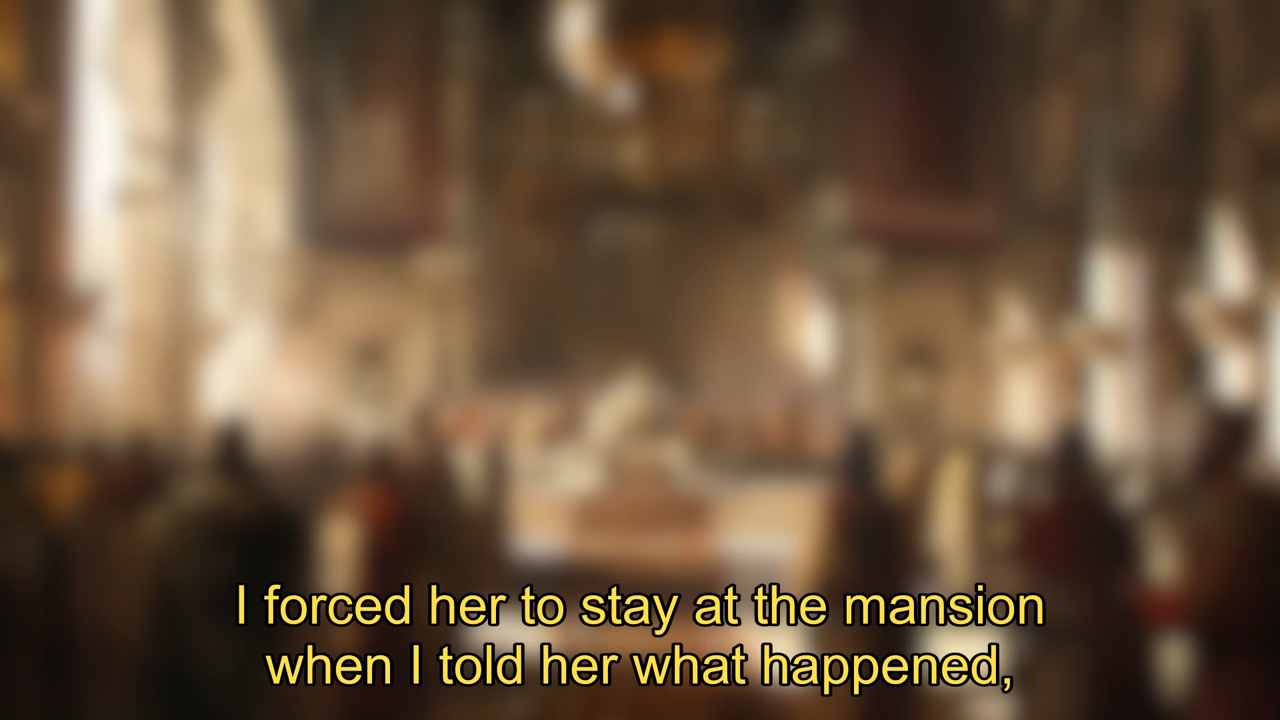 I forced her to stay at the mansion
when I told her what happened,